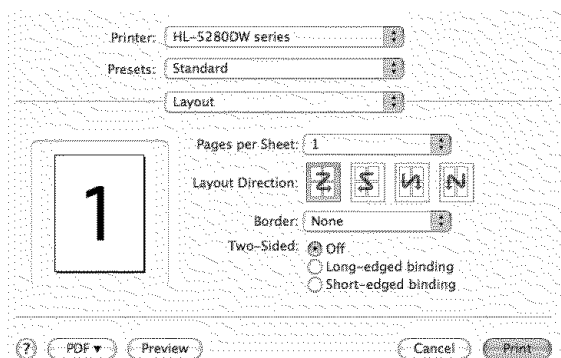 Printer: HL-5280DW series
Presets: Standard
Layout
Pages per Sheet: 1
Layout Direction:
Border: None
Two-Sided: Off
Long-edged binding
Short-edged binding
1
? PDF▼ Preview Cancel Print